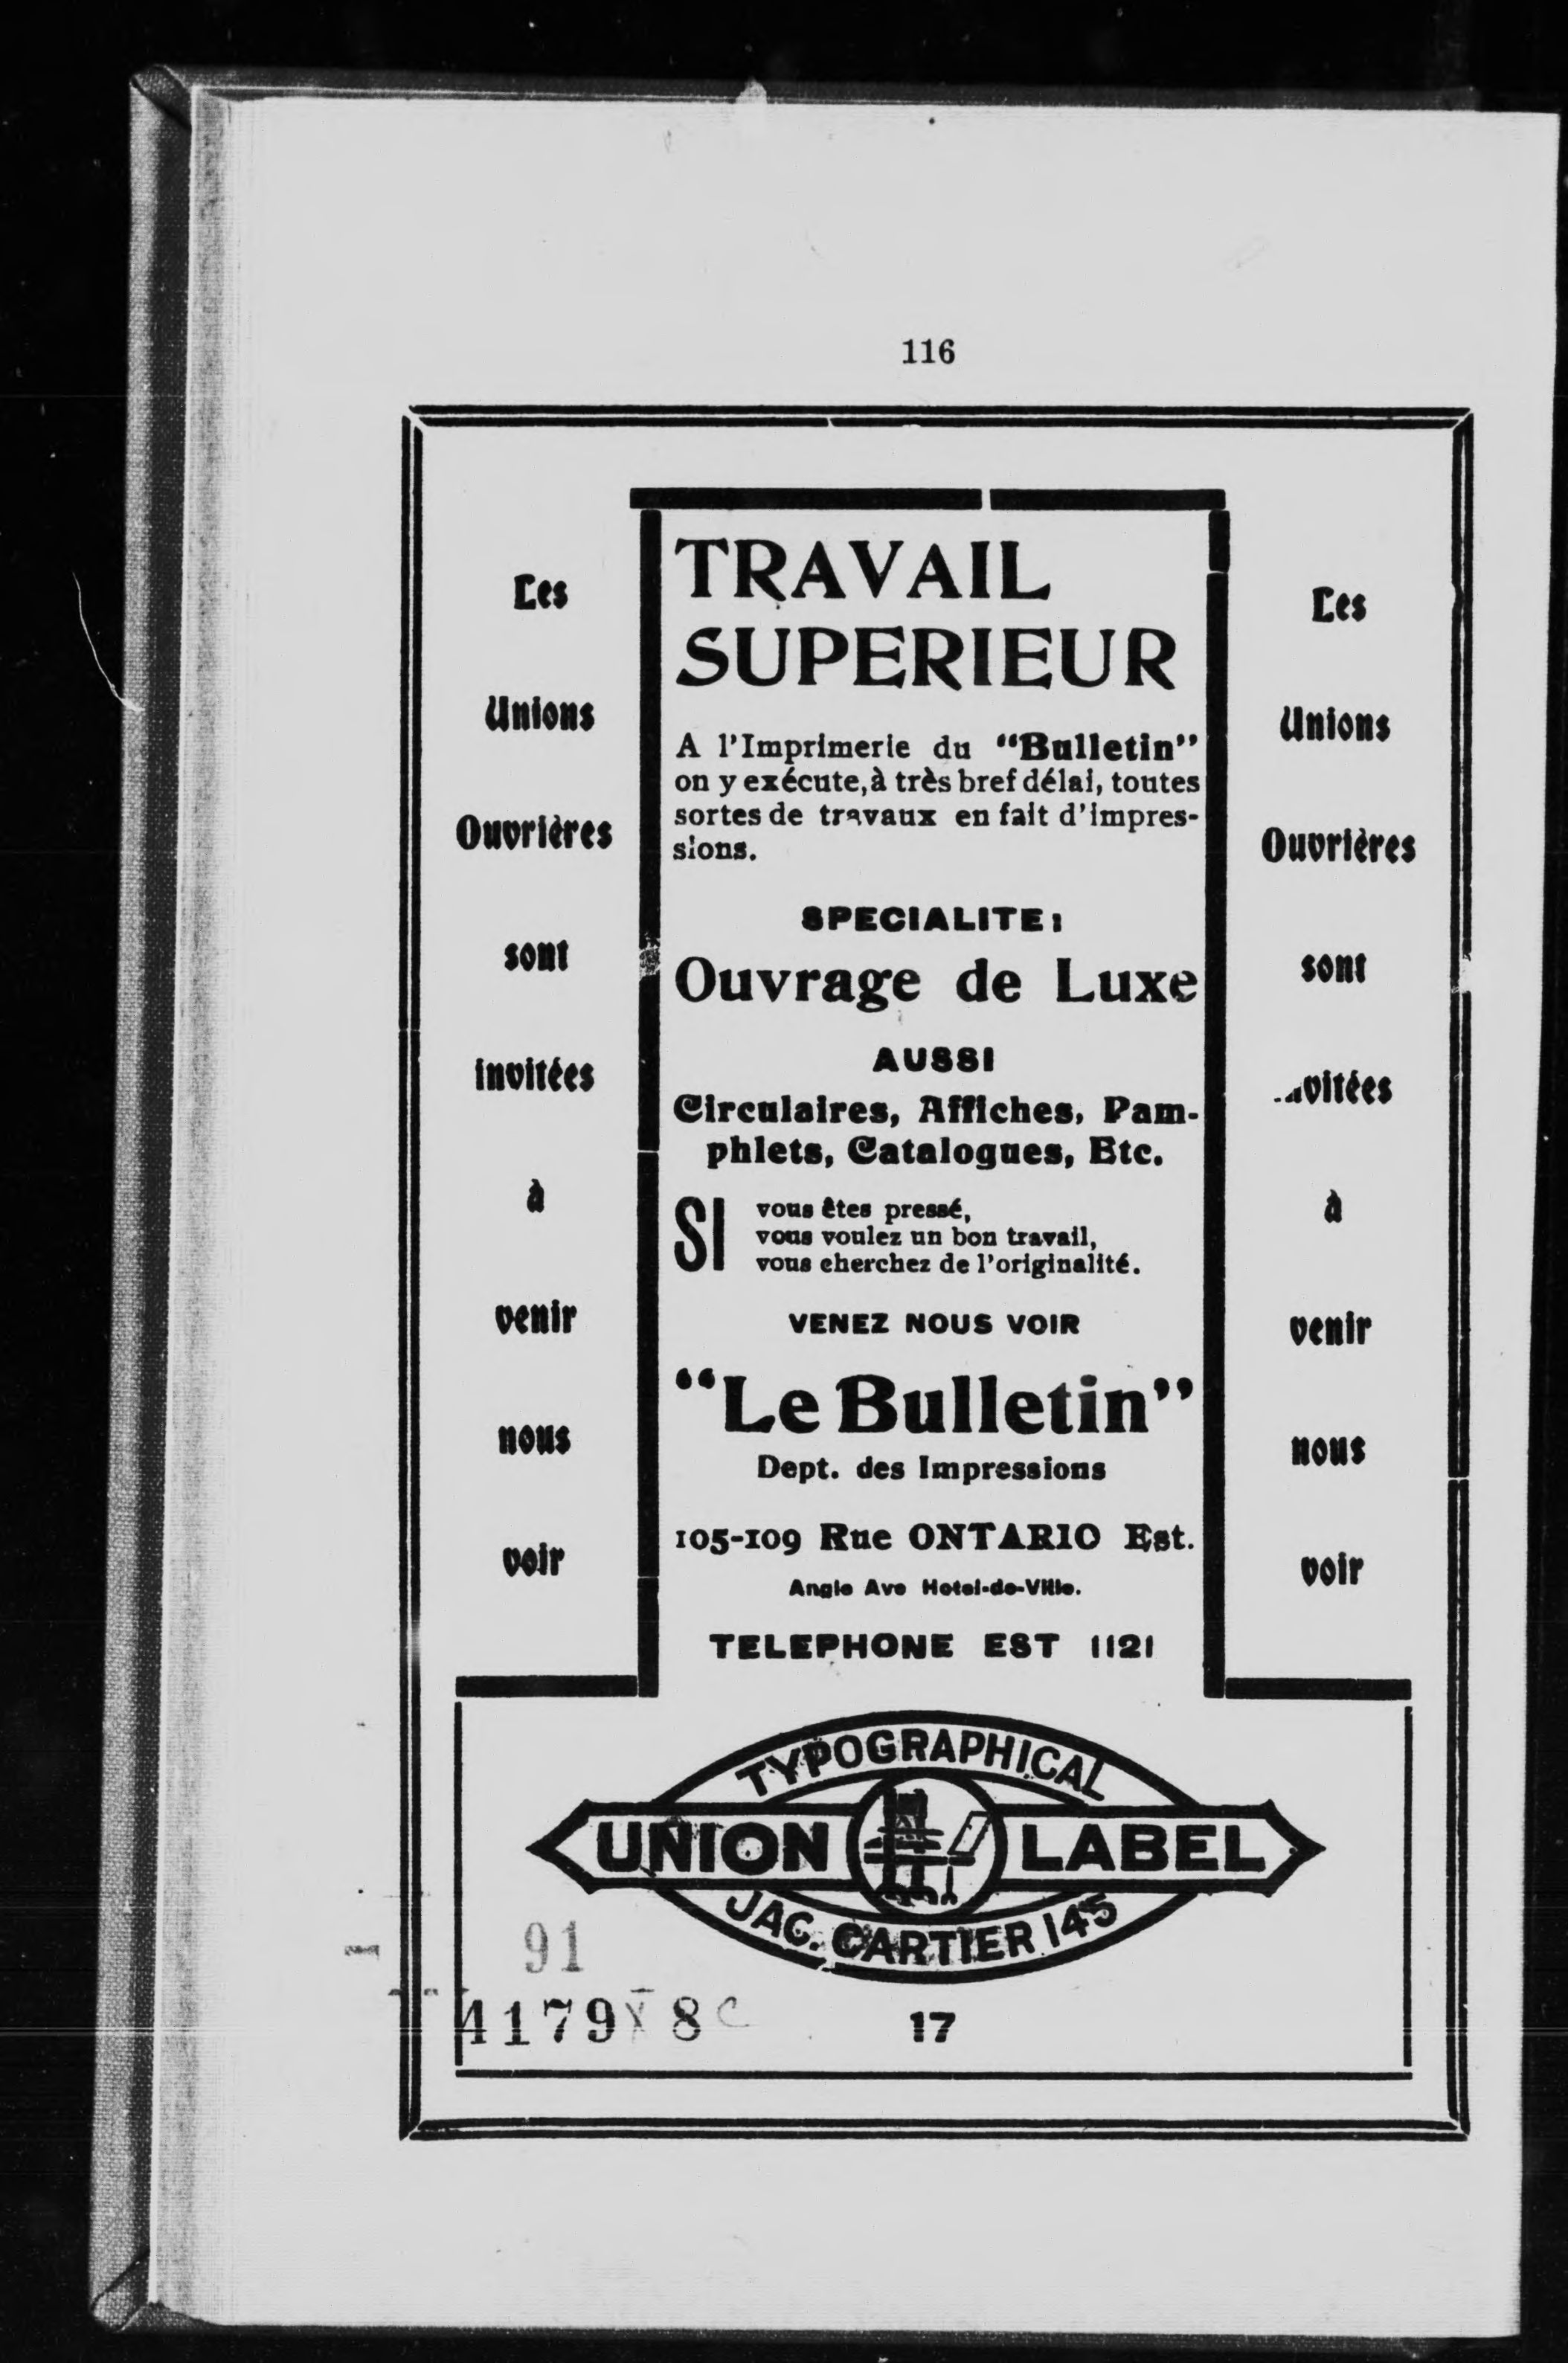 116
Les
Unions
Ouvrières
sont
invitées
à
venir
nous
voir
TRAVAIL
SUPERIEUR
A l'Imprimerie du "Bulletin"
on y exécute, à très bref délai, toutes
sortes de travaux en fait d'impres-
sions.
SPECIALITE:
Ouvrage de Luxe
AUSSI
Circulaires, Affiches, Pam-
phlets, Catalogues, Etc.
SI
vous êtes pressé,
vous voulez un bon travail,
vous cherchez de l'originalité.
VENEZ NOUS VOIR
"Le Bulletin"
Dept. des Impressions
105-109 Rue ONTARIO Est.
Angle Ave Hotel-de-Ville.
TELEPHONE EST 1121
Les
Unions
Ouvrières
sont
vitées
à
venir
nous
voir
TYPOGRAPHICAL
UNION LABEL
JAC. CARTIER 145
91
4179 8 C
17